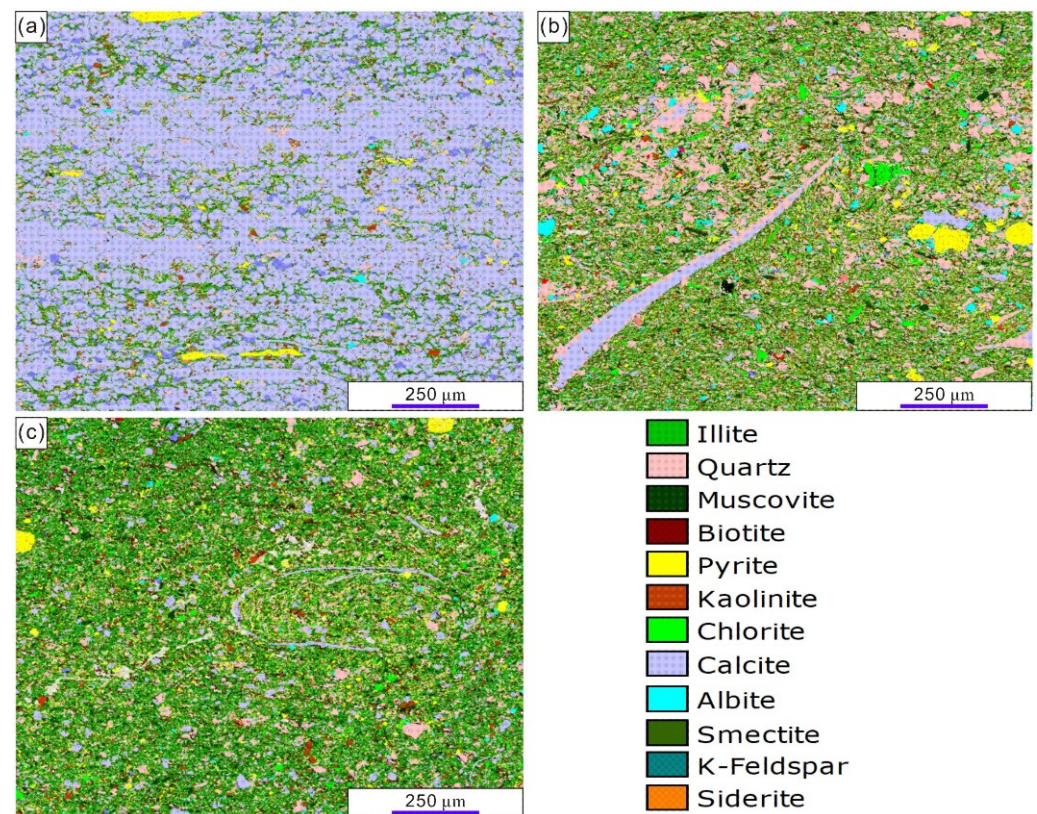 (a)
250 μm
(b)
250 μm
(c)
250 μm
Illite
Quartz
Muscovite
Biotite
Pyrite
Kaolinite
Chlorite
Calcite
Albite
Smectite
K-Feldspar
Siderite